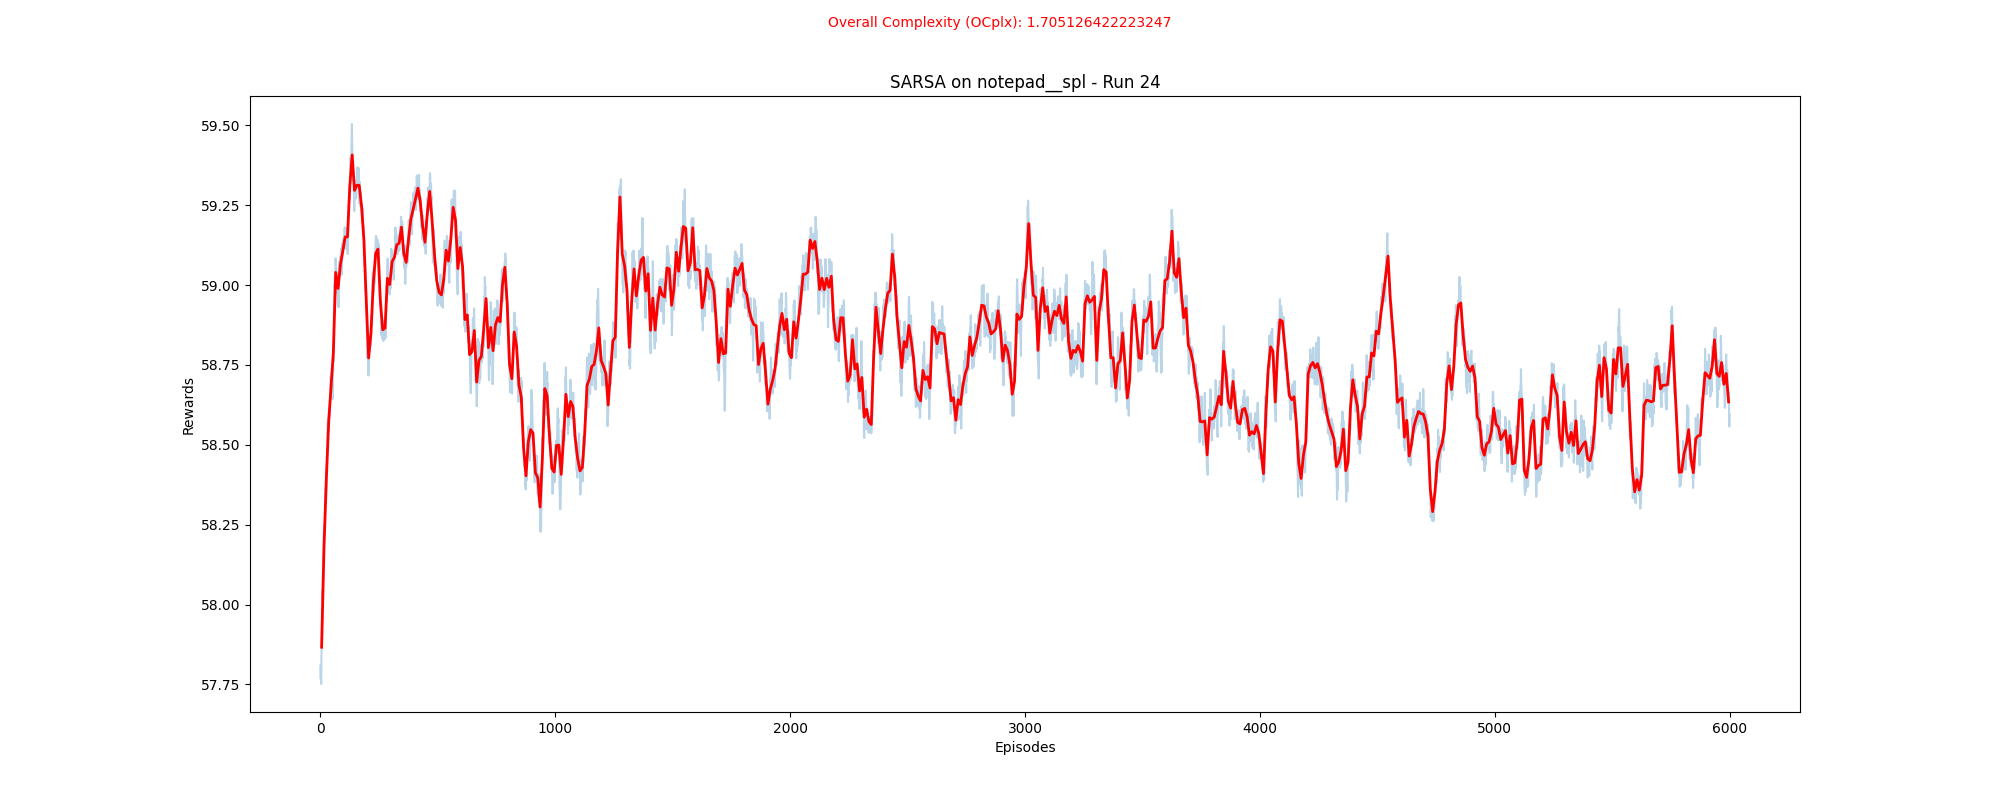 Overall Complexity (OCplx): 1.705126422223247
SARSA on notepad__spl - Run 24
59.50
59.25
59.00
58.75
58.50
58.25
58.00
57.75
Rewards
0 1000 2000 3000 4000 5000 6000
Episodes